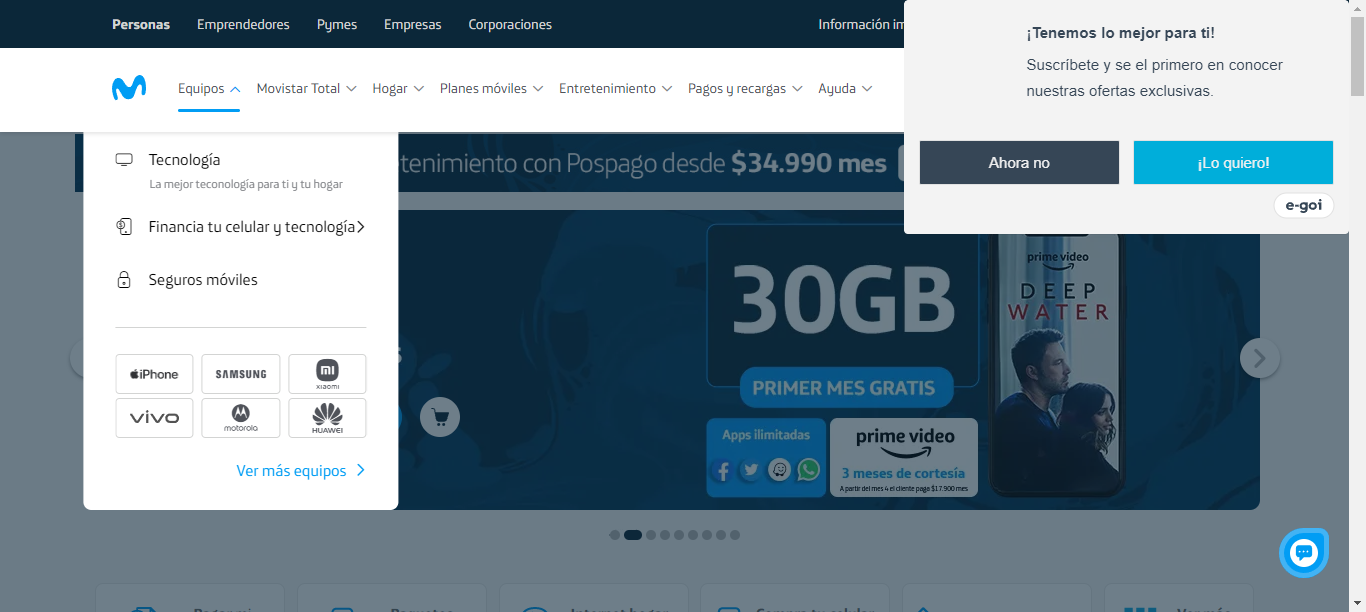 Personas Emprendedores Pymes Empresas Corporaciones Información
¡Tenemos lo mejor para ti!
Suscríbete y se el primero en conocer
nuestras ofertas exclusivas.
Ahora no ¡Lo quiero!
e-goi
Equipos Movistar Total Hogar Planes móviles Entretenimiento Pagos y recargas Ayuda
con Pospago desde $34.990 mes
Tecnología
La mejor teconología para ti y tu hogar
Financia tu celular y tecnología
Seguros móviles
iPhone SAMSUNG mi xiaomi
vivo motorola HUAWEI
Ver más equipos
30GB
PRIMER MES GRATIS
Apps ilimitadas
prime video
3 meses de cortesía
A partir del mes 4 el cliente paga $17.900 mes
prime video
DEEP
WATER